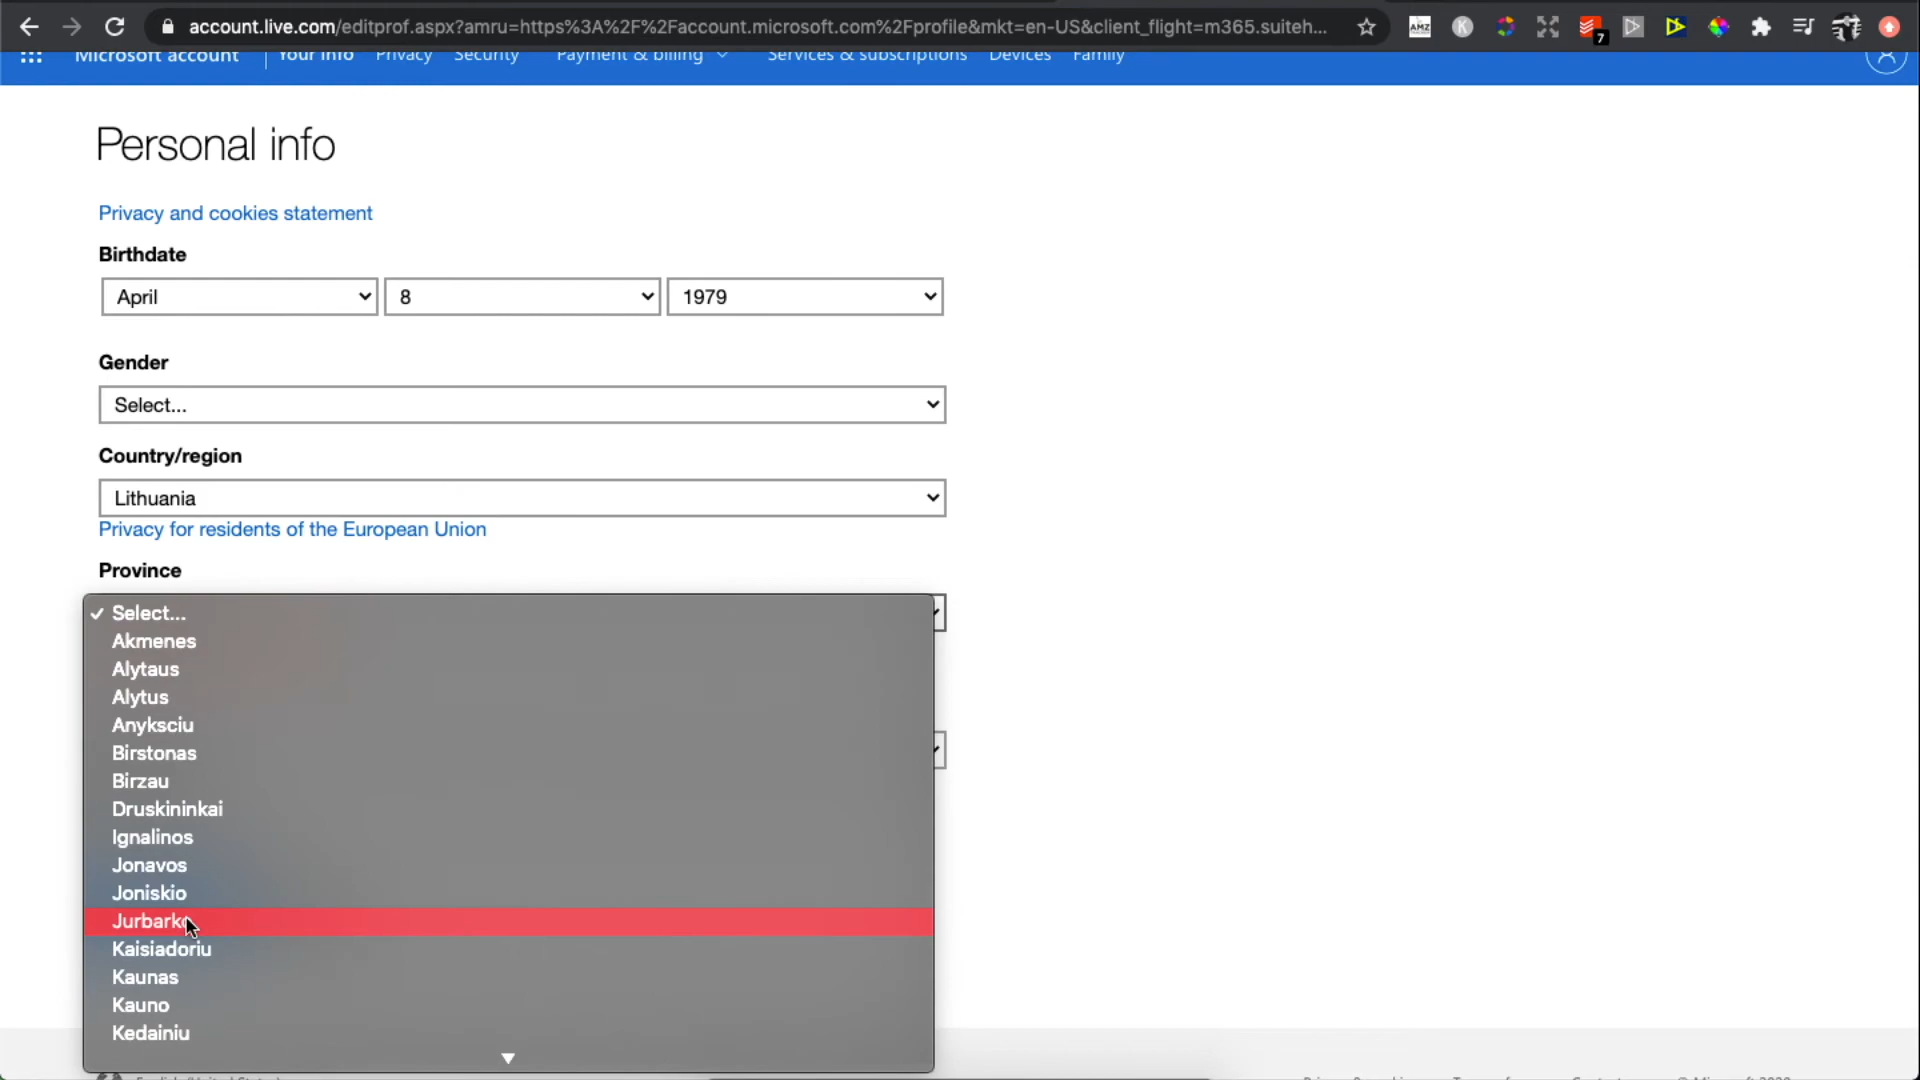 account.live.com/editprof.aspx?amru=https%3A%2F%2Faccount.microsoft.com%2Fprofile&mkt=en-US&client_flight=m365.suiteh...
7
Microsoft account Your info Privacy Security Payment & billing Services & subscriptions Devices Family
Personal info
Privacy and cookies statement
Birthdate
April 8 1979
Gender
Select...
Country/region
Lithuania
Privacy for residents of the European Union
Province
✓ Select...
Akmenes
Alytaus
Alytus
Anyksciu
Birstonas
Birzau
Druskininkai
Ignalinos
Jonavos
Joniskio
Jurbarko
Kaisiadoriu
Kaunas
Kauno
Kedainiu